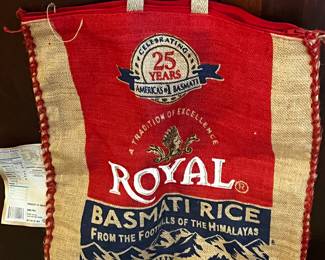 CELEBRATING
25
YEARS
AMERICA'S #1 BASMATI
A TRADITION OF EXCELLENCE
ROYAL®
BASMATI RICE
FROM THE FOOTHILLS OF THE HIMALAYAS